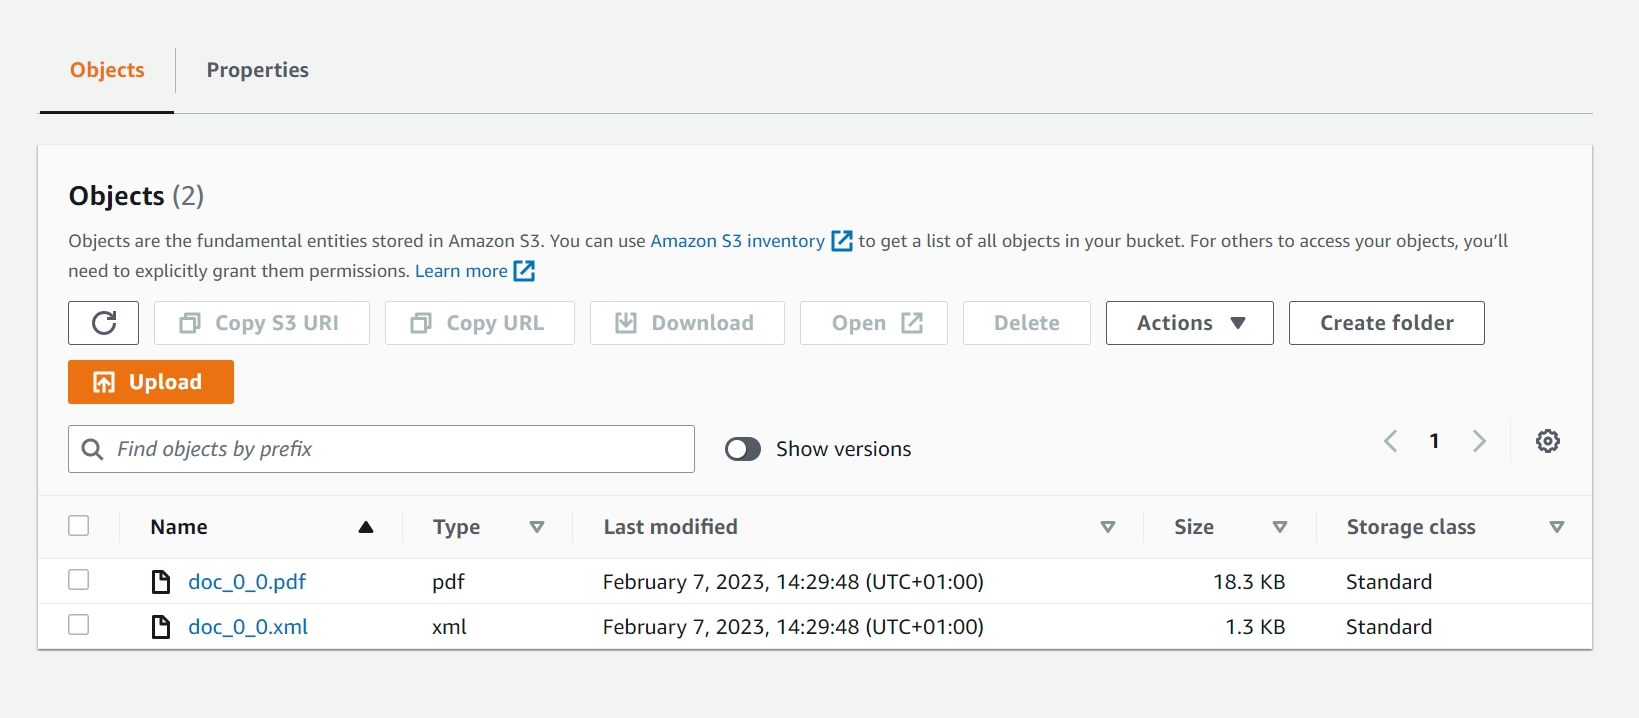 Objects
Properties
Objects (2)
Objects are the fundamental entities stored in Amazon S3. You can use Amazon S3 inventory to get a list of all objects in your bucket. For others to access your objects, you'll
need to explicitly grant them permissions. Learn more
Copy S3 URI
Copy URL
Download
Open
Delete
Actions
Create folder
Upload
Find objects by prefix
Show versions
1
Name Type Last modified Size Storage class
doc_0_0.pdf pdf February 7, 2023, 14:29:48 (UTC+01:00) 18.3 KB Standard
doc_0_0.xml xml February 7, 2023, 14:29:48 (UTC+01:00) 1.3 KB Standard